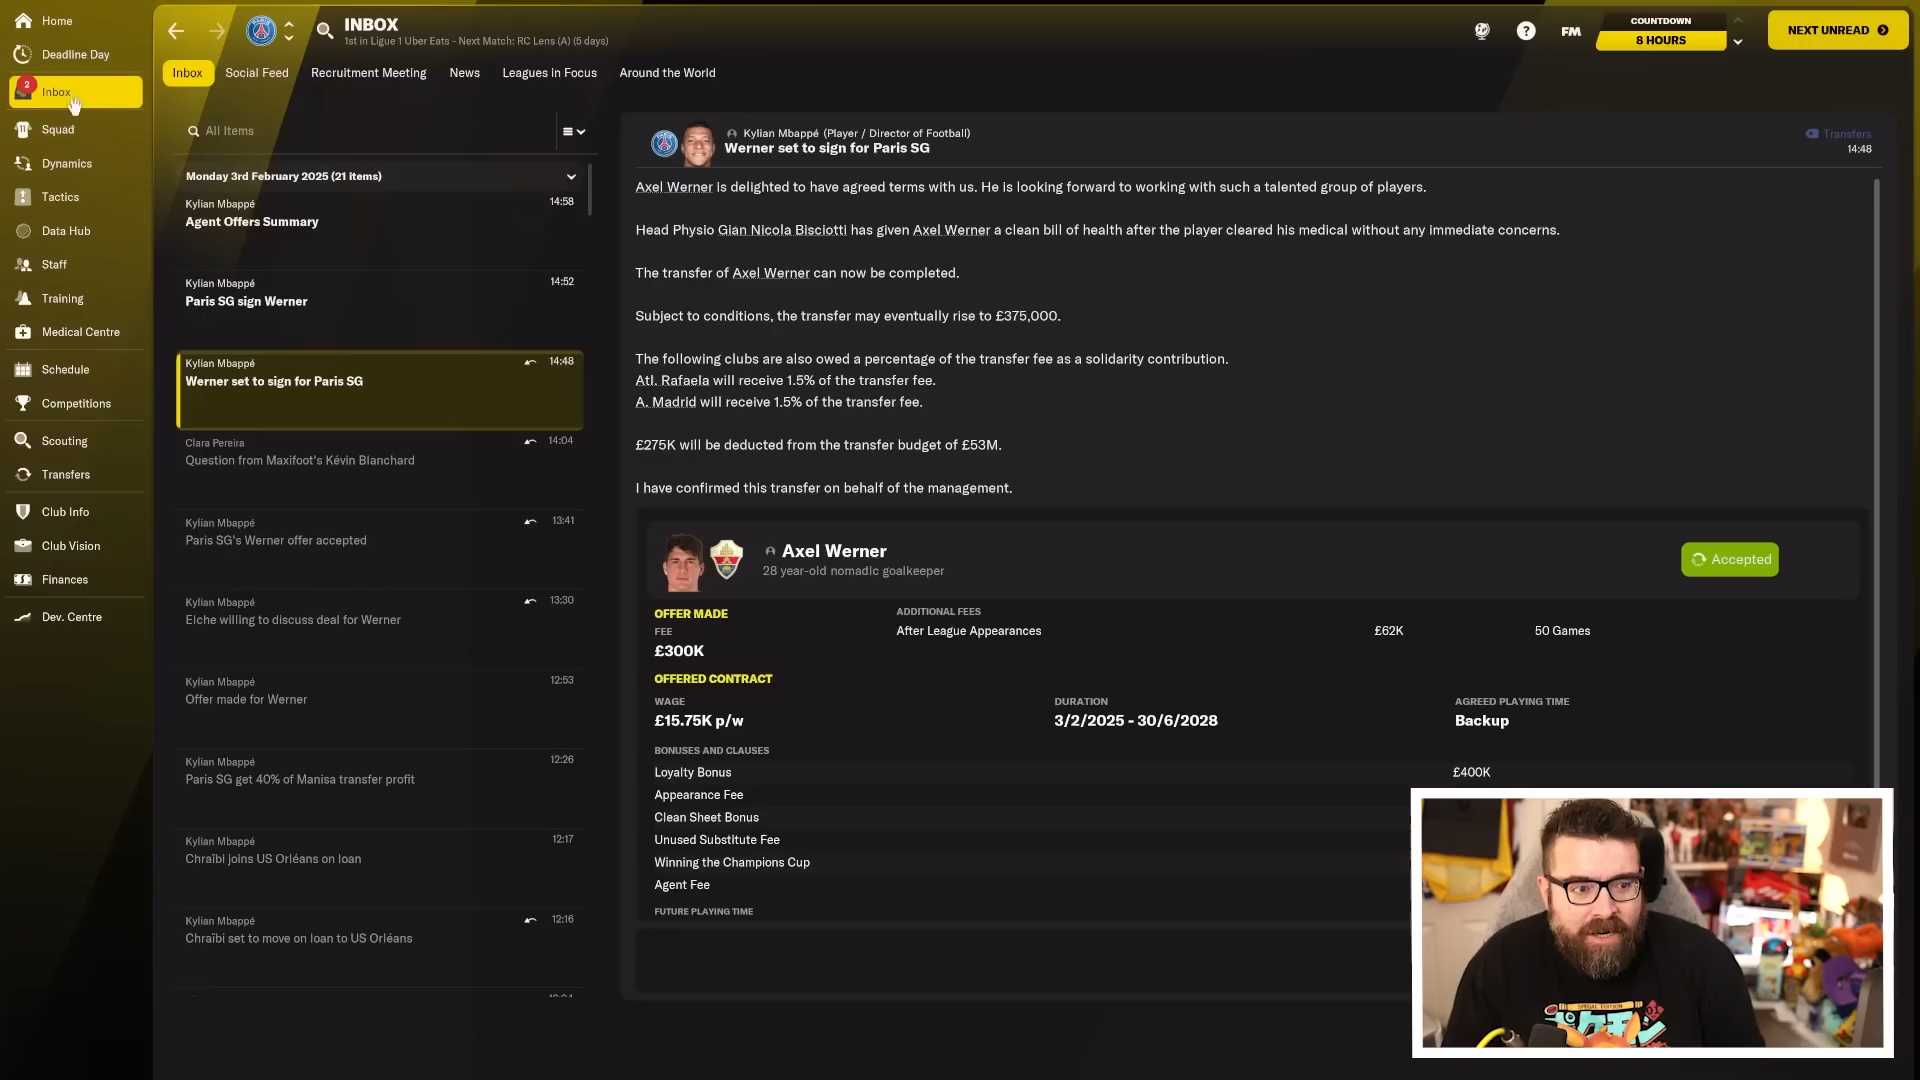 Home
Deadline Day
2
Inbox
Squad
Dynamics
Tactics
Data Hub
Staff
Training
Medical Centre
Schedule
Competitions
Scouting
Transfers
Club Info
Club Vision
Finances
Dev. Centre
INBOX
1st in Ligue 1 Uber Eats - Next Match: RC Lens (A) (5 days)
FM
COUNTDOWN
8 HOURS
NEXT UNREAD
Inbox Social Feed Recruitment Meeting News Leagues in Focus Around the World
All Items
Monday 3rd February 2025 (21 Items)
Kylian Mbappé 14:58
Agent Offers Summary
Kylian Mbappé 14:52
Paris SG sign Werner
Kylian Mbappé 14:48
Werner set to sign for Paris SG
Clara Pereira 14:04
Question from Maxifoot's Kévin Blanchard
Kylian Mbappé 13:41
Paris SG's Werner offer accepted
Kylian Mbappé 13:30
Elche willing to discuss deal for Werner
Kylian Mbappé 12:53
Offer made for Werner
Kylian Mbappé 12:26
Paris SG get 40% of Manisa transfer profit
Kylian Mbappé 12:17
Chraïbi joins US Orléans on loan
Kylian Mbappé 12:16
Chraïbi set to move on loan to US Orléans
Kylian Mbappé (Player / Director of Football)
Werner set to sign for Paris SG
Transfers
14:48
Axel Werner is delighted to have agreed terms with us. He is looking forward to working with such a talented group of players.
Head Physio Gian Nicola Bisciotti has given Axel Werner a clean bill of health after the player cleared his medical without any immediate concerns.
The transfer of Axel Werner can now be completed.
Subject to conditions, the transfer may eventually rise to £375,000.
The following clubs are also owed a percentage of the transfer fee as a solidarity contribution.
Atl. Rafaela will receive 1.5% of the transfer fee.
A. Madrid will receive 1.5% of the transfer fee.
£275K will be deducted from the transfer budget of £53M.
I have confirmed this transfer on behalf of the management.
Axel Werner
28 year-old nomadic goalkeeper
Accepted
OFFER MADE
FEE
£300K
ADDITIONAL FEES
After League Appearances £62K 50 Games
OFFERED CONTRACT
WAGE DURATION AGREED PLAYING TIME
£15.75K p/w 3/2/2025 - 30/6/2028 Backup
BONUSES AND CLAUSES
Loyalty Bonus £400K
Appearance Fee
Clean Sheet Bonus
Unused Substitute Fee
Winning the Champions Cup
Agent Fee
FUTURE PLAYING TIME
SPECIAL EDITION